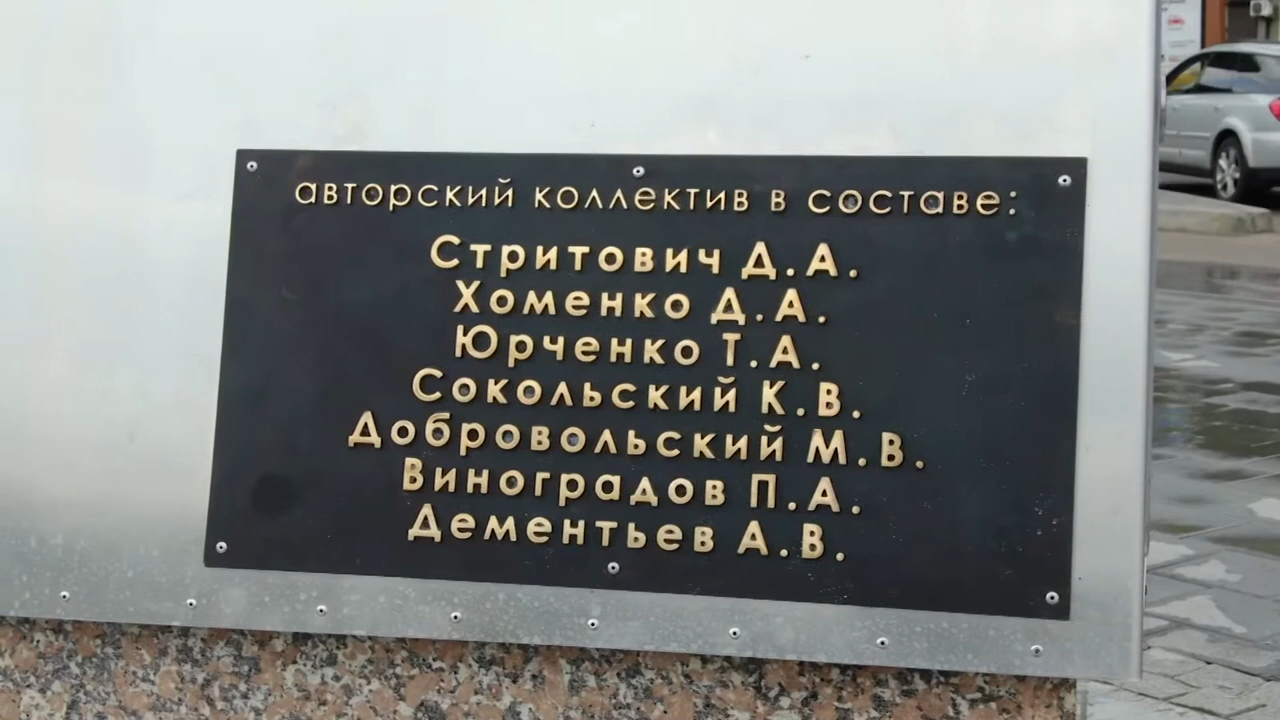 авторский коллектив в составе:
Стритович Д.А.
Хоменко Д.А.
Юрченко Т.А.
Сокольский К.В.
Добровольский М.В.
Виноградов П.А.
Дементьев А.В.